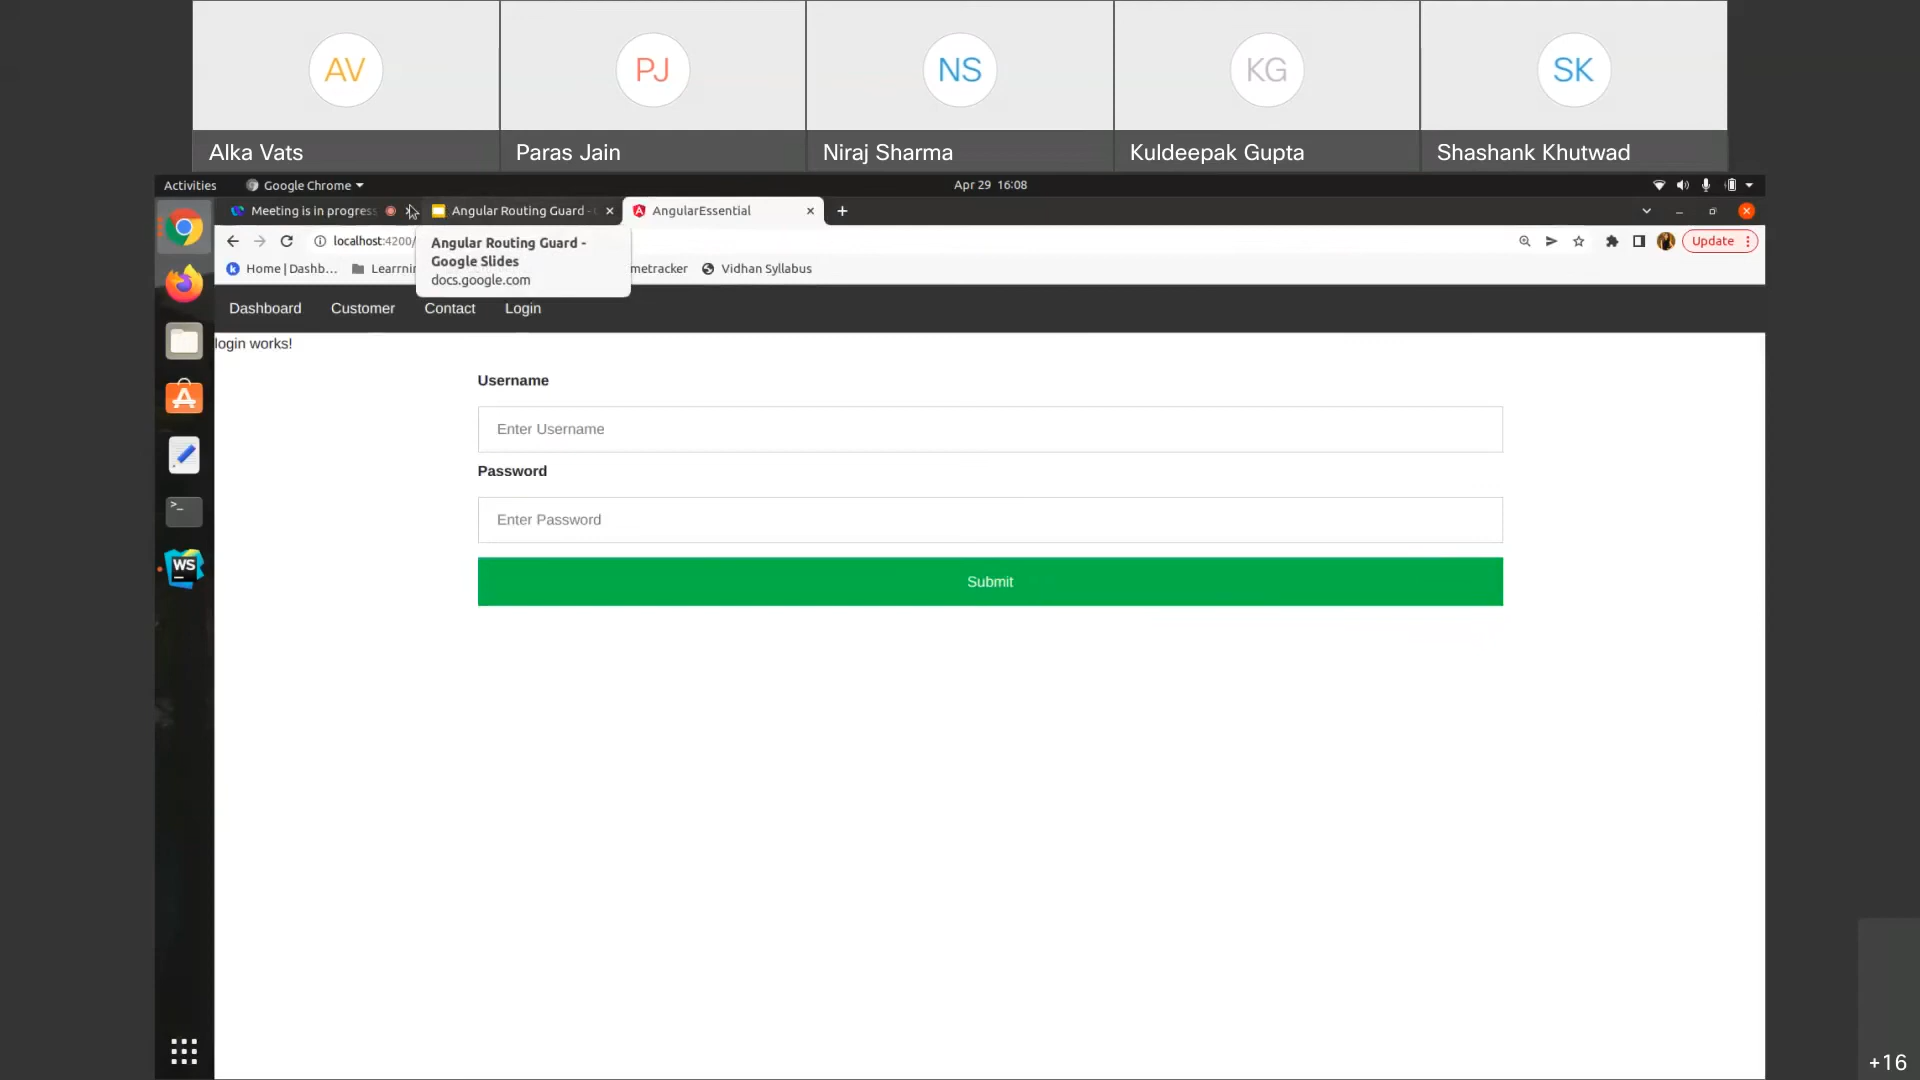 AV
PJ
NS
KG
SK
Alka Vats
Paras Jain
Niraj Sharma
Kuldeepak Gupta
Shashank Khutwad
Activities
Google Chrome
Apr 29 16:08
Meeting is in progress
Angular Routing Guard -
AngularEssential
localhost:4200/
Update
Angular Routing Guard -
Google Slides
docs.google.com
Home | Dashb...
Learrnin
metracker
Vidhan Syllabus
Dashboard
Customer
Contact
Login
login works!
Username
Enter Username
Password
Enter Password
Submit
>_
WS
+16